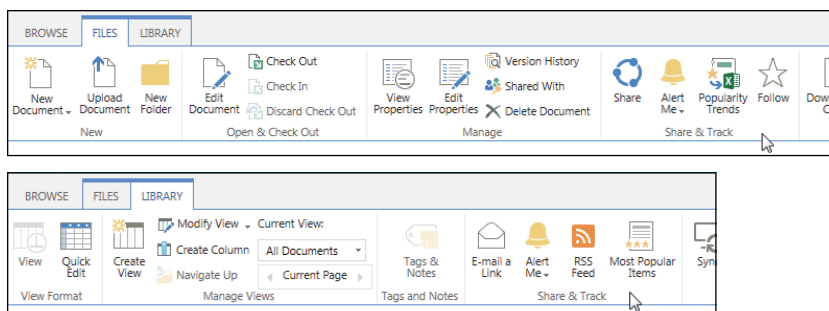 BROWSE FILES LIBRARY
New Document
Upload Document
New Folder
New
Edit Document
Check Out
Check In
Discard Check Out
Open & Check Out
View Properties
Edit Properties
Version History
Shared With
Delete Document
Manage
Share
Alert Me
Popularity Trends
Follow
Share & Track
BROWSE FILES LIBRARY
View
Quick Edit
View Format
Create View
Modify View
Create Column
Navigate Up
Current View:
All Documents
Current Page
Manage Views
Tags & Notes
Tags and Notes
E-mail a Link
Alert Me
RSS Feed
Most Popular Items
Share & Track